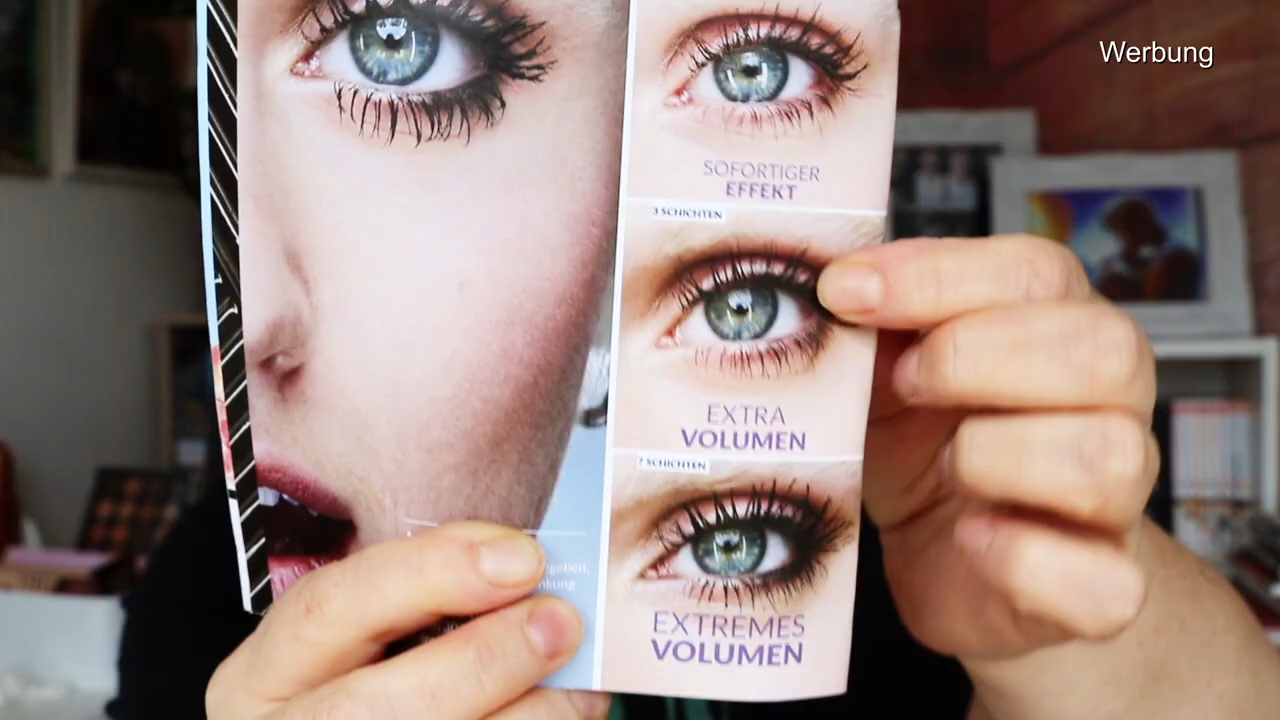 Werbung
SOFORTIGER
EFFEKT
3 SCHICHTEN
EXTRA
VOLUMEN
7 SCHICHTEN
EXTREMES
VOLUMEN